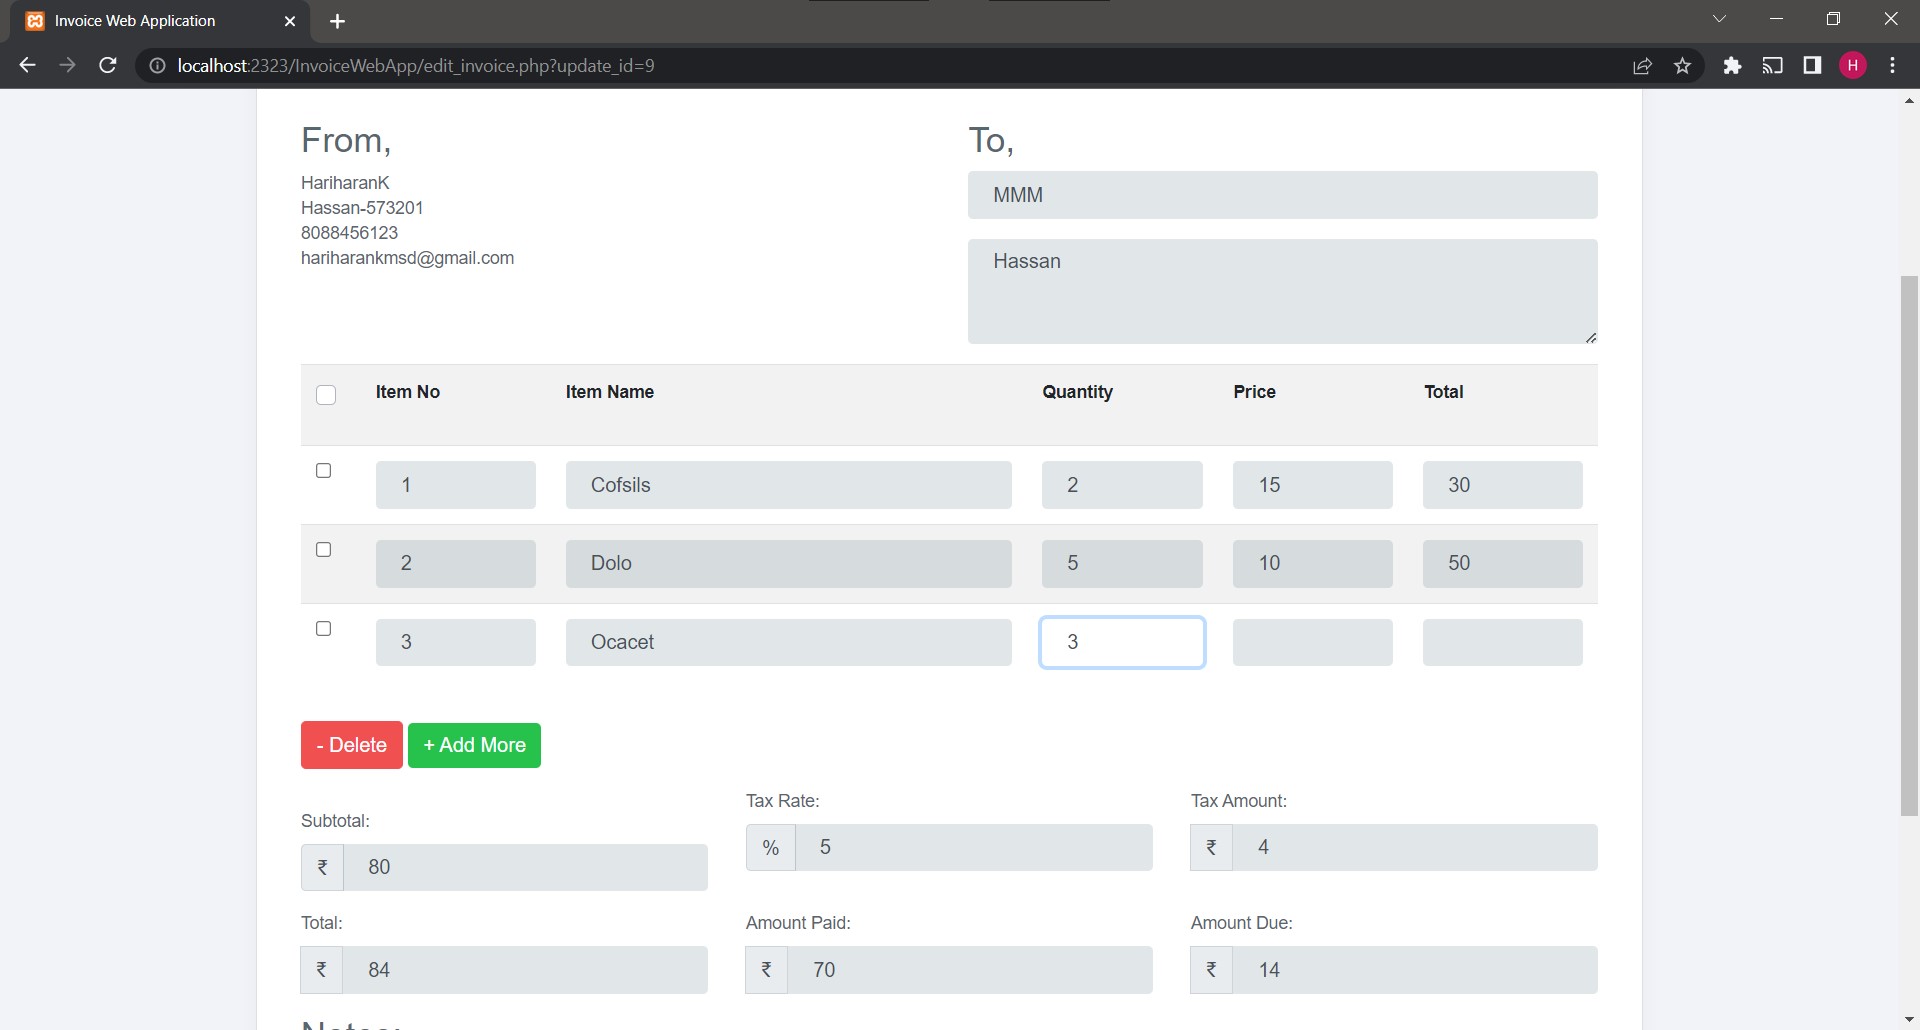 Invoice Web Application
localhost:2323/InvoiceWebApp/edit_invoice.php?update_id=9
H
From,
HariharanK
Hassan-573201
8088456123
hariharankmsd@gmail.com
To,
MMM
Hassan
Item No Item Name Quantity Price Total
1 Cofsils 2 15 30
2 Dolo 5 10 50
3 Ocacet 3
- Delete + Add More
Subtotal:
₹ 80
Tax Rate:
% 5
Tax Amount:
₹ 4
Total:
₹ 84
Amount Paid:
₹ 70
Amount Due:
₹ 14